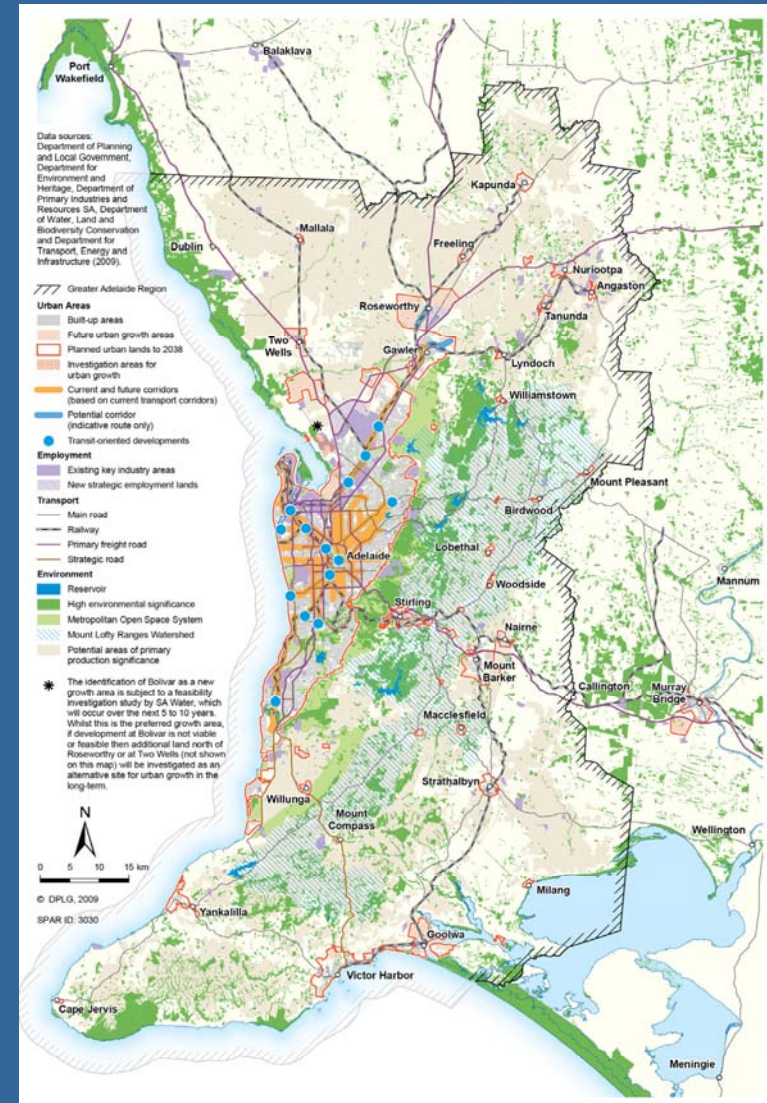 Port
Wakefield
Balaklava
Data sources:
Department of Planning
and Local Government,
Department for
Environment and
Heritage, Department of
Primary Industries and
Resources SA, Department
of Water, Land and
Biodiversity Conservation
and Department for
Transport, Energy and
Infrastructure (2009).
Kapunda
Mallala
Freeling
Dublin
Nuriootpa
Angaston
Roseworthy
Tanunda
Two
Wells
Gawler
Lyndoch
Williamstown
Greater Adelaide Region
Urban Areas
Built-up areas
Future urban growth areas
Planned urban lands to 2038
Investigation areas for
urban growth
Current and future corridors
(based on current transport corridors)
Potential corridor
(indicative route only)
Transit-oriented developments
Employment
Existing key industry areas
New strategic employment lands
Transport
Main road
Railway
Primary freight road
Strategic road
Environment
Reservoir
High environmental significance
Metropolitan Open Space System
Mount Lofty Ranges Watershed
Potential areas of primary
production significance
Mount Pleasant
Birdwood
Lobethal
Adelaide
Woodside
Mannum
Stirling
Nairne
Mount
Barker
Callington
Murray
Bridge
Macclesfield
* The identification of Bolivar as a new
growth area is subject to a feasibility
investigation study by SA Water, which
will occur over the next 5 to 10 years.
Whilst this is the preferred growth area,
if development at Bolivar is not viable
or feasible then additional land north of
Roseworthy or at Two Wells (not shown
on this map) will be investigated as an
alternative site for urban growth in the
long-term.
Strathalbyn
Willunga
Mount
Compass
Wellington
N
0 5 10 15 km
© DPLG, 2009
SPAR ID: 3030
Milang
Yankalilla
Goolwa
Victor Harbor
Cape Jervis
Meningie